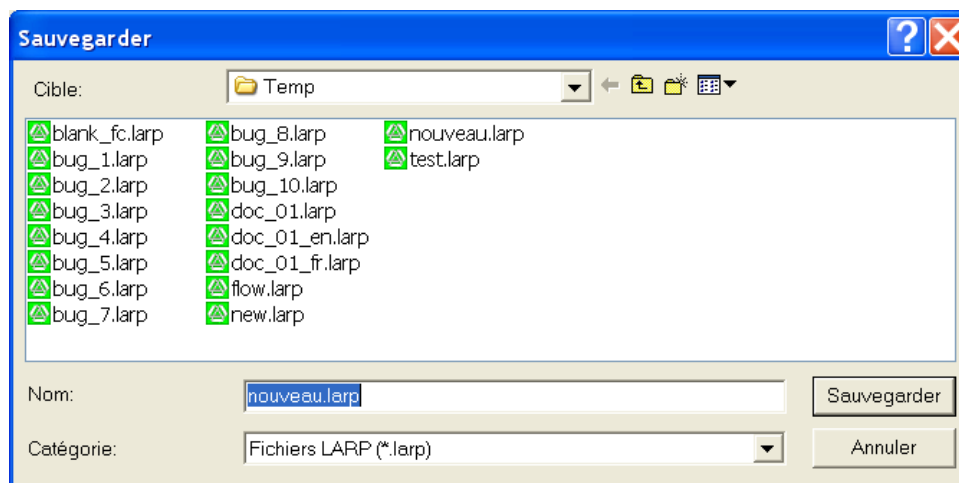 Sauvegarder
Cible:
Temp
blank_fc.larp
bug_1.larp
bug_2.larp
bug_3.larp
bug_4.larp
bug_5.larp
bug_6.larp
bug_7.larp
bug_8.larp
bug_9.larp
bug_10.larp
doc_01.larp
doc_01_en.larp
doc_01_fr.larp
flow.larp
new.larp
nouveau.larp
test.larp
Nom:
nouveau.larp
Sauvegarder
Catégorie:
Fichiers LARP (*.larp)
Annuler